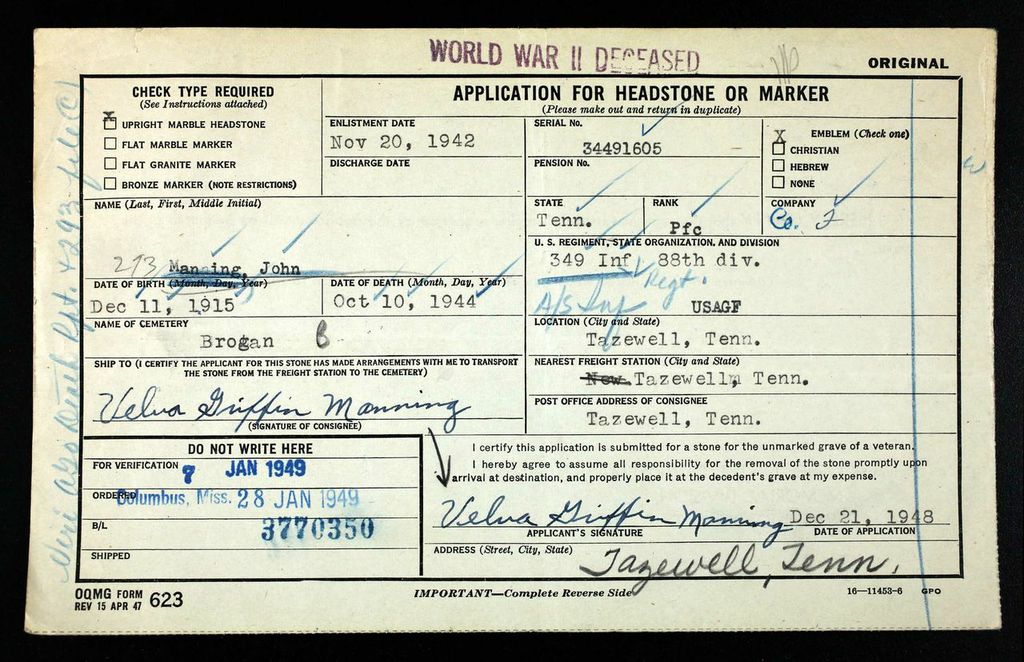 WORLD WAR II DECEASED
ORIGINAL
CHECK TYPE REQUIRED
(See Instructions attached)
X
UPRIGHT MARBLE HEADSTONE
FLAT MARBLE MARKER
FLAT GRANITE MARKER
BRONZE MARKER (NOTE RESTRICTIONS)
APPLICATION FOR HEADSTONE OR MARKER
(Please make out and return in duplicate)
ENLISTMENT DATE
Nov 20, 1942
DISCHARGE DATE
SERIAL No.
34491605
PENSION No.
EMBLEM (Check one)
X
CHRISTIAN
HEBREW
NONE
NAME (Last, First, Middle Initial)
293 Manning, John
STATE
Tenn.
RANK
Pfc
COMPANY
Co.
U. S. REGIMENT, STATE ORGANIZATION, AND DIVISION
349 Inf 88th div.
Regt.
A/S Inf
USAGF
DATE OF BIRTH (Month, Day, Year)
Dec 11, 1915
DATE OF DEATH (Month, Day, Year)
Oct 10, 1944
NAME OF CEMETERY
Brogan
LOCATION (City and State)
Tazewell, Tenn.
SHIP TO (I CERTIFY THE APPLICANT FOR THIS STONE HAS MADE ARRANGEMENTS WITH ME TO TRANSPORT
THE STONE FROM THE FREIGHT STATION TO THE CEMETERY)
Velva Griffin Manning
(SIGNATURE OF CONSIGNEE)
NEAREST FREIGHT STATION (City and State)
New Tazewell, Tenn.
POST OFFICE ADDRESS OF CONSIGNEE
Tazewell, Tenn.
DO NOT WRITE HERE
FOR VERIFICATION
7 JAN 1949
ORDERED
Columbus, Miss. 28 JAN 1949
B/L
3770350
SHIPPED
I certify this application is submitted for a stone for the unmarked grave of a veteran.
I hereby agree to assume all responsibility for the removal of the stone promptly upon
arrival at destination, and properly place it at the decedent's grave at my expense.
Velva Griffin Manning
Dec 21, 1948
APPLICANT'S SIGNATURE
DATE OF APPLICATION
ADDRESS (Street, City, State)
Tazewell, Tenn.
OQMG FORM
REV 15 APR 47 623
IMPORTANT—Complete Reverse Side
16—11453-6 GPO